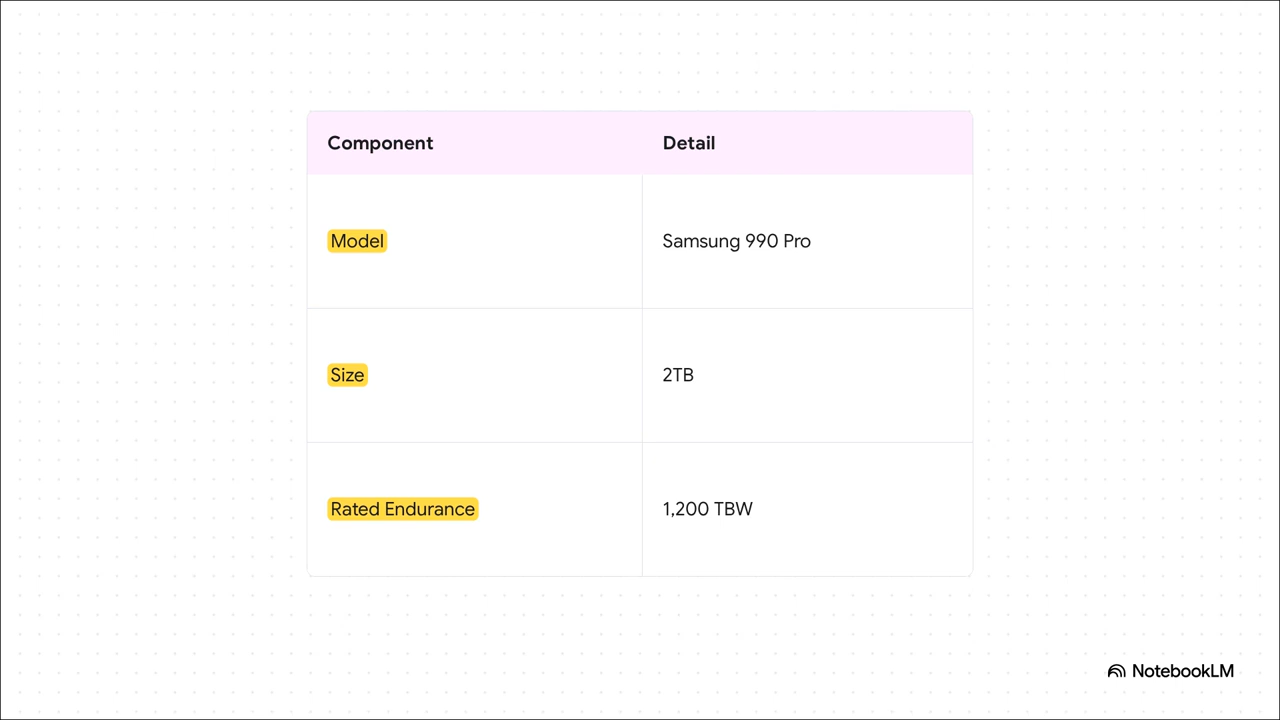 Component Detail
Model Samsung 990 Pro
Size 2TB
Rated Endurance 1,200 TBW
NotebookLM